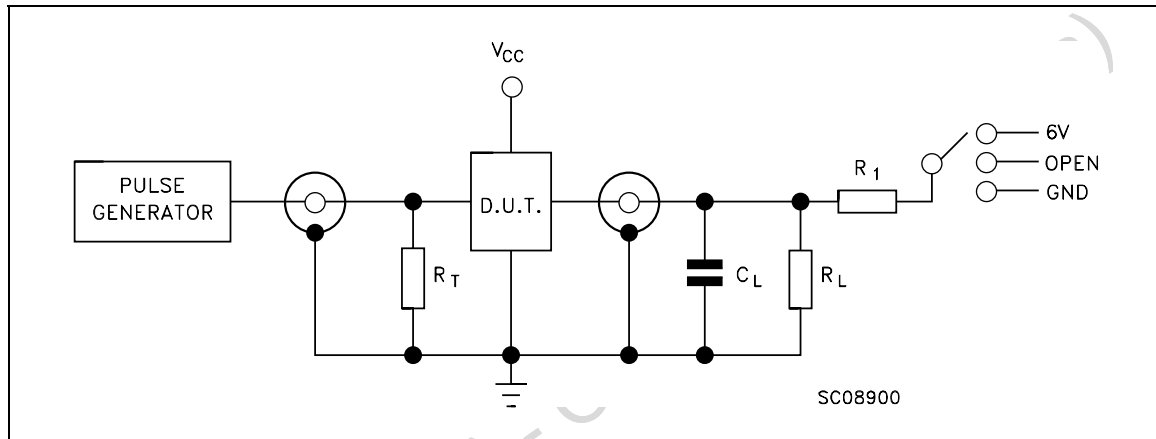 VCC
PULSE
GENERATOR
D.U.T.
RT
CL
RL
R1
6V
OPEN
GND
SC08900